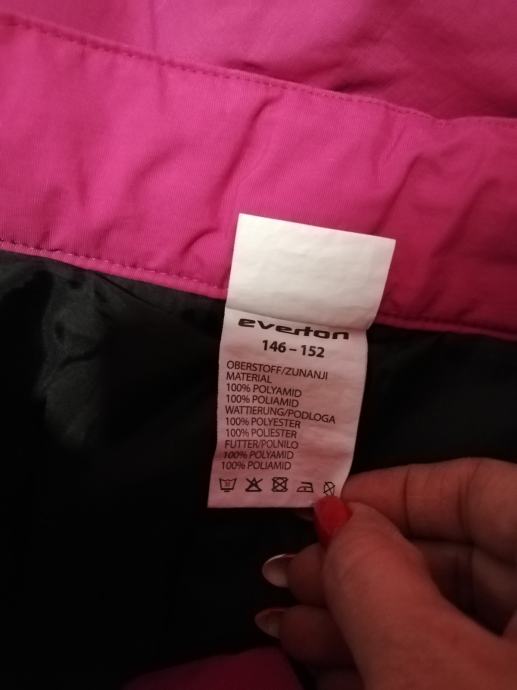 everton
146 – 152
OBERSTOFF/ZUNANJI
MATERIAL
100% POLYAMID
100% POLIAMID
WATTIERUNG/PODLOGA
100% POLYESTER
100% POLIESTER
FUTTER/POLNILO
100% POLYAMID
100% POLIAMID